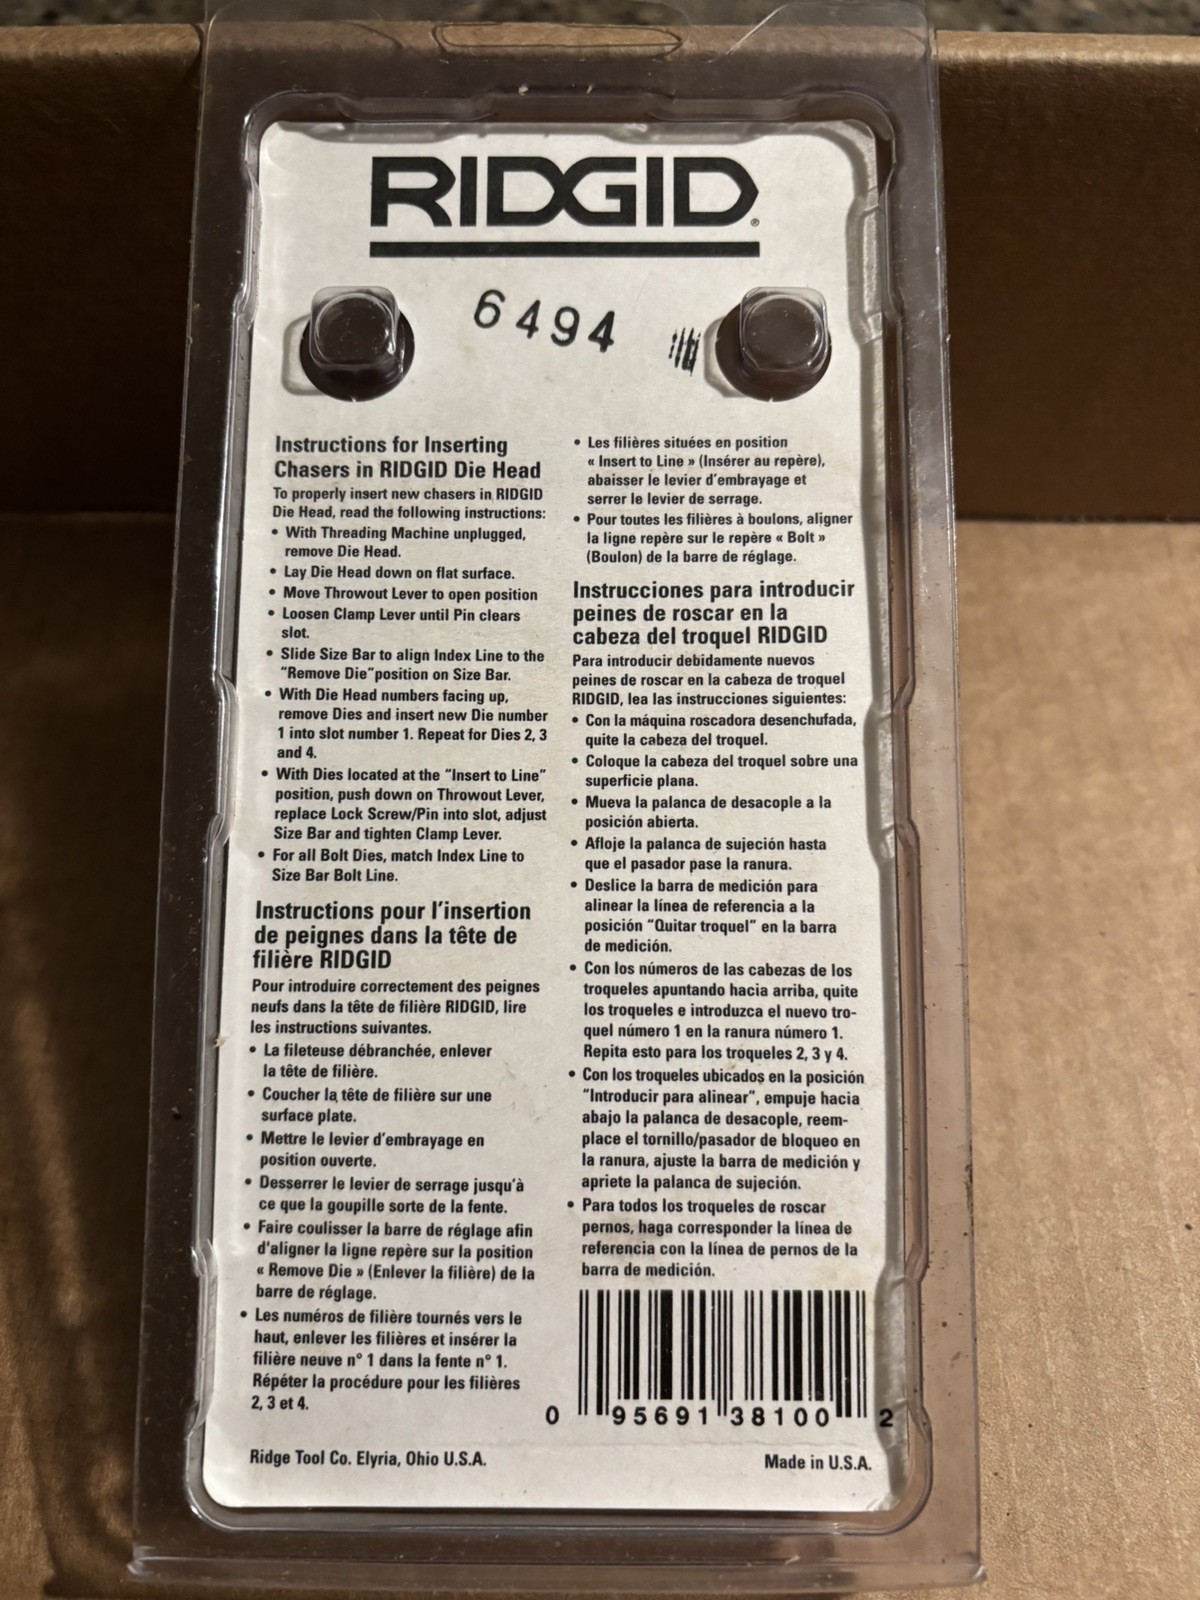 RIDGID®
6494
Instructions for Inserting
Chasers in RIDGID Die Head
To properly insert new chasers in RIDGID
Die Head, read the following instructions:
• With Threading Machine unplugged,
remove Die Head.
• Lay Die Head down on flat surface.
• Move Throwout Lever to open position
• Loosen Clamp Lever until Pin clears
slot.
• Slide Size Bar to align Index Line to the
"Remove Die"position on Size Bar.
• With Die Head numbers facing up,
remove Dies and insert new Die number
1 into slot number 1. Repeat for Dies 2, 3
and 4.
• With Dies located at the "Insert to Line"
position, push down on Throwout Lever,
replace Lock Screw/Pin into slot, adjust
Size Bar and tighten Clamp Lever.
• For all Bolt Dies, match Index Line to
Size Bar Bolt Line.
Instructions pour l'insertion
de peignes dans la tête de
filière RIDGID
Pour introduire correctement des peignes
neufs dans la tête de filière RIDGID, lire
les instructions suivantes.
• La fileteuse débranchée, enlever
la tête de filière.
• Coucher la tête de filière sur une
surface plate.
• Mettre le levier d'embrayage en
position ouverte.
• Desserrer le levier de serrage jusqu'à
ce que la goupille sorte de la fente.
• Faire coulisser la barre de réglage afin
d'aligner la ligne repère sur la position
« Remove Die » (Enlever la filière) de la
barre de réglage.
• Les numéros de filière tournés vers le
haut, enlever les filières et insérer la
filière neuve n° 1 dans la fente n° 1.
Répéter la procédure pour les filières
2, 3 et 4.
• Les filières situées en position
« Insert to Line » (Insérer au repère),
abaisser le levier d'embrayage et
serrer le levier de serrage.
• Pour toutes les filières à boulons, aligner
la ligne repère sur le repère « Bolt »
(Boulon) de la barre de réglage.
Instrucciones para introducir
peines de roscar en la
cabeza del troquel RIDGID
Para introducir debidamente nuevos
peines de roscar en la cabeza de troquel
RIDGID, lea las instrucciones siguientes:
• Con la máquina roscadora desenchufada,
quite la cabeza del troquel.
• Coloque la cabeza del troquel sobre una
superficie plana.
• Mueva la palanca de desacople a la
posición abierta.
• Afloje la palanca de sujeción hasta
que el pasador pase la ranura.
• Deslice la barra de medición para
alinear la línea de referencia a la
posición "Quitar troquel" en la barra
de medición.
• Con los números de las cabezas de los
troqueles apuntando hacia arriba, quite
los troqueles e introduzca el nuevo tro-
quel número 1 en la ranura número 1.
Repita esto para los troqueles 2, 3 y 4.
• Con los troqueles ubicados en la posición
"Introducir para alinear", empuje hacia
abajo la palanca de desacople, reem-
place el tornillo/pasador de bloqueo en
la ranura, ajuste la barra de medición y
apriete la palanca de sujeción.
• Para todos los troqueles de roscar
pernos, haga corresponder la línea de
referencia con la línea de pernos de la
barra de medición.
0 95691 38100 2
Ridge Tool Co. Elyria, Ohio U.S.A.
Made in U.S.A.